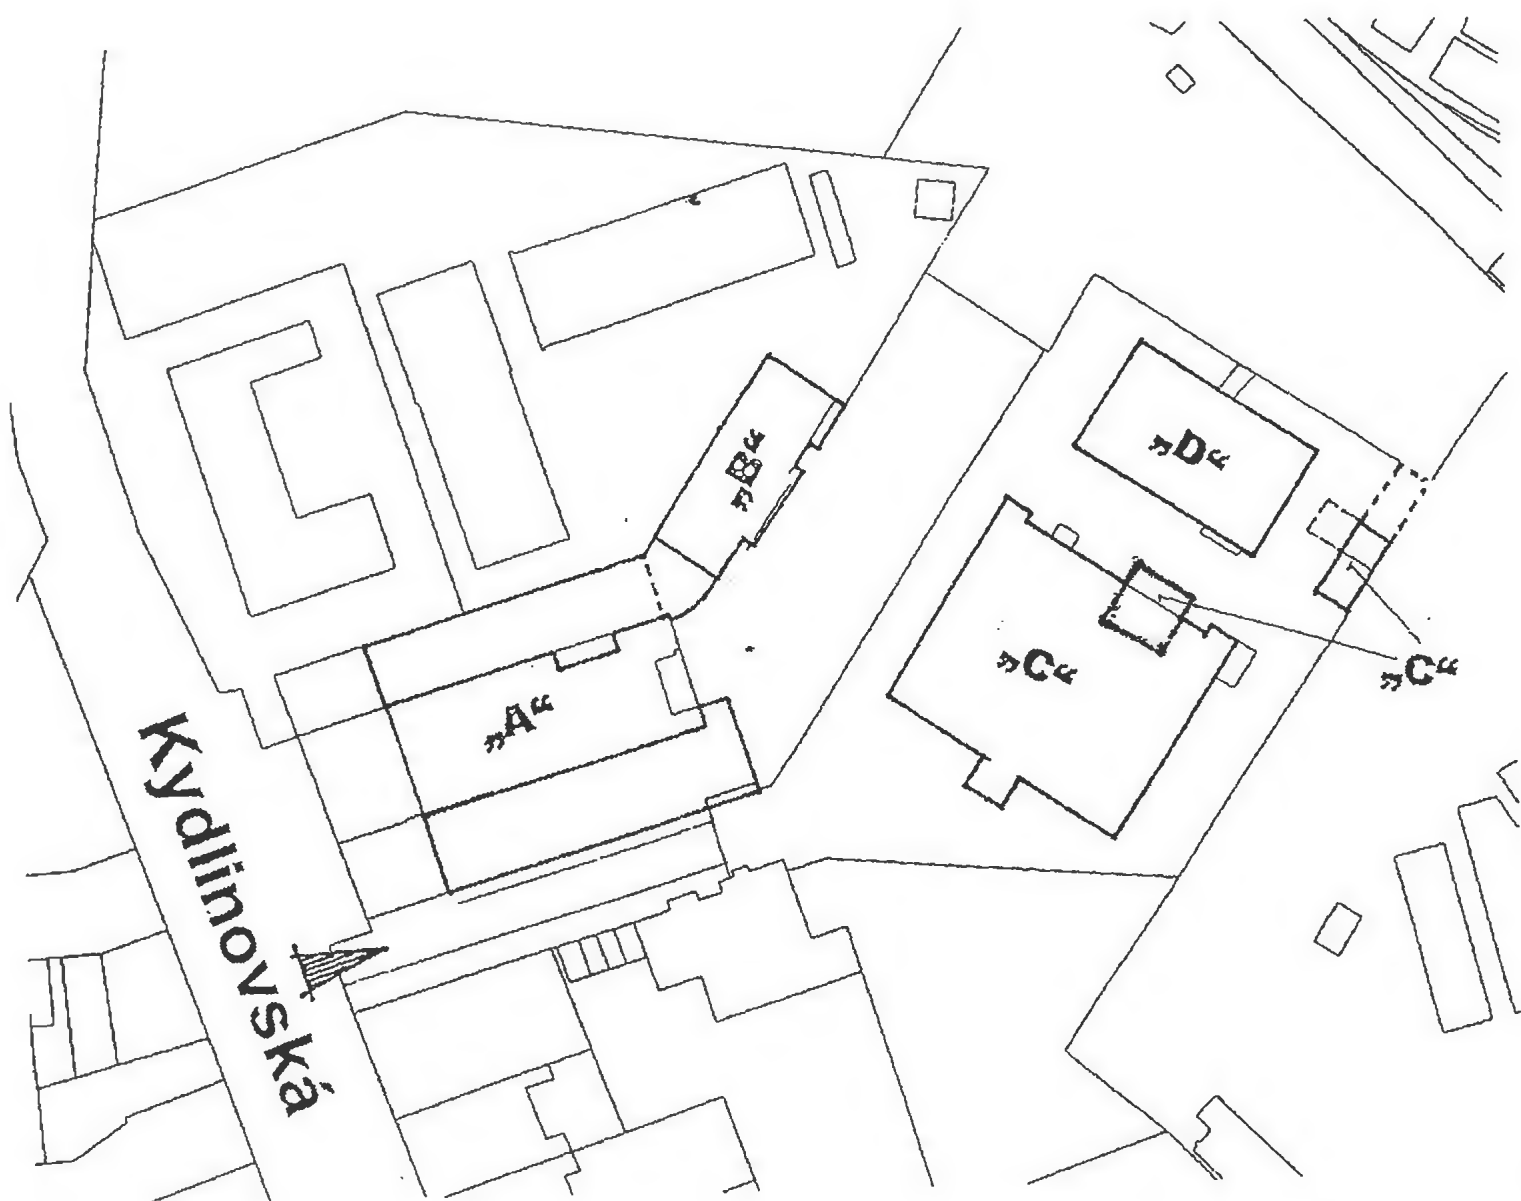 „B“
„D“
„C“
„C“
„A“
Kydlinovská